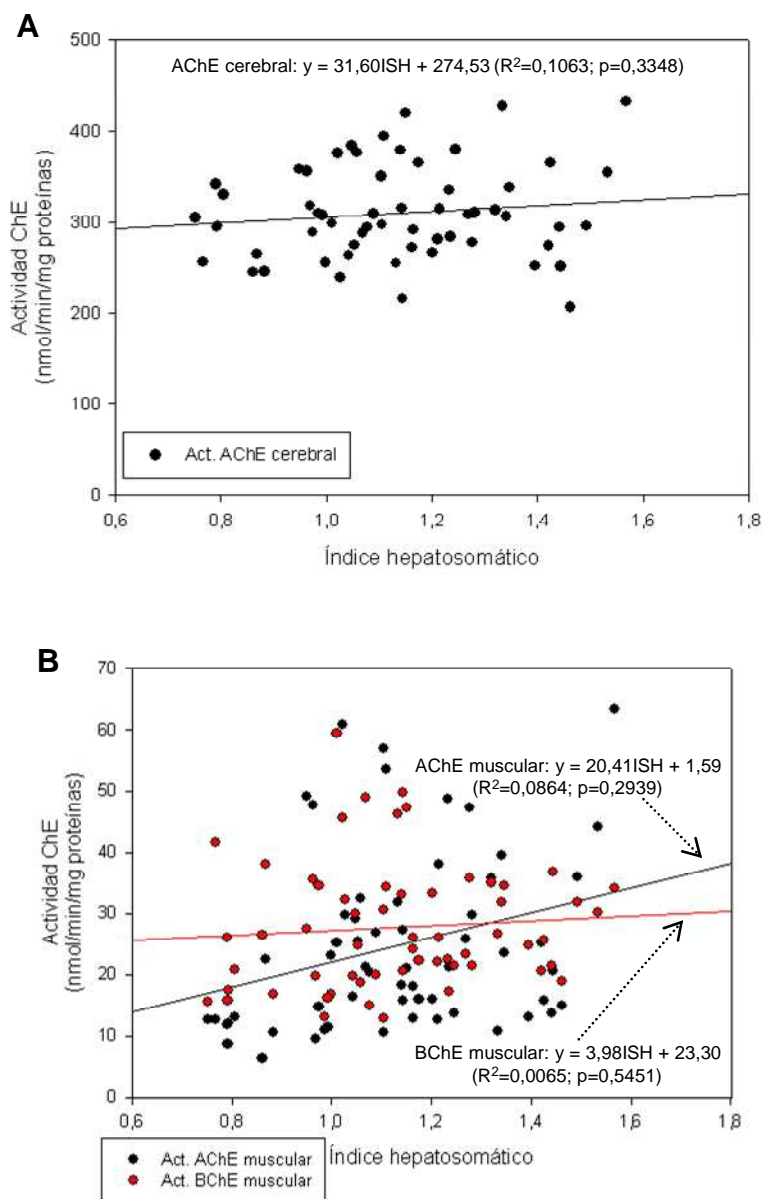 A
500
AChE cerebral: y = 31,60ISH + 274,53 (R²=0,1063; p=0,3348)
400
300
200
100
0
Actividad ChE
(nmol/min/mg proteínas)
Act. AChE cerebral
0,6 0,8 1,0 1,2 1,4 1,6 1,8
Índice hepatosomático
B
70
60
50
40
30
20
10
0
Actividad ChE
(nmol/min/mg proteínas)
AChE muscular: y = 20,41ISH + 1,59
(R²=0,0864; p=0,2939)
BChE muscular: y = 3,98ISH + 23,30
(R²=0,0065; p=0,5451)
0,6 0,8 1,0 1,2 1,4 1,6 1,8
Índice hepatosomático
Act. AChE muscular
Act. BChE muscular